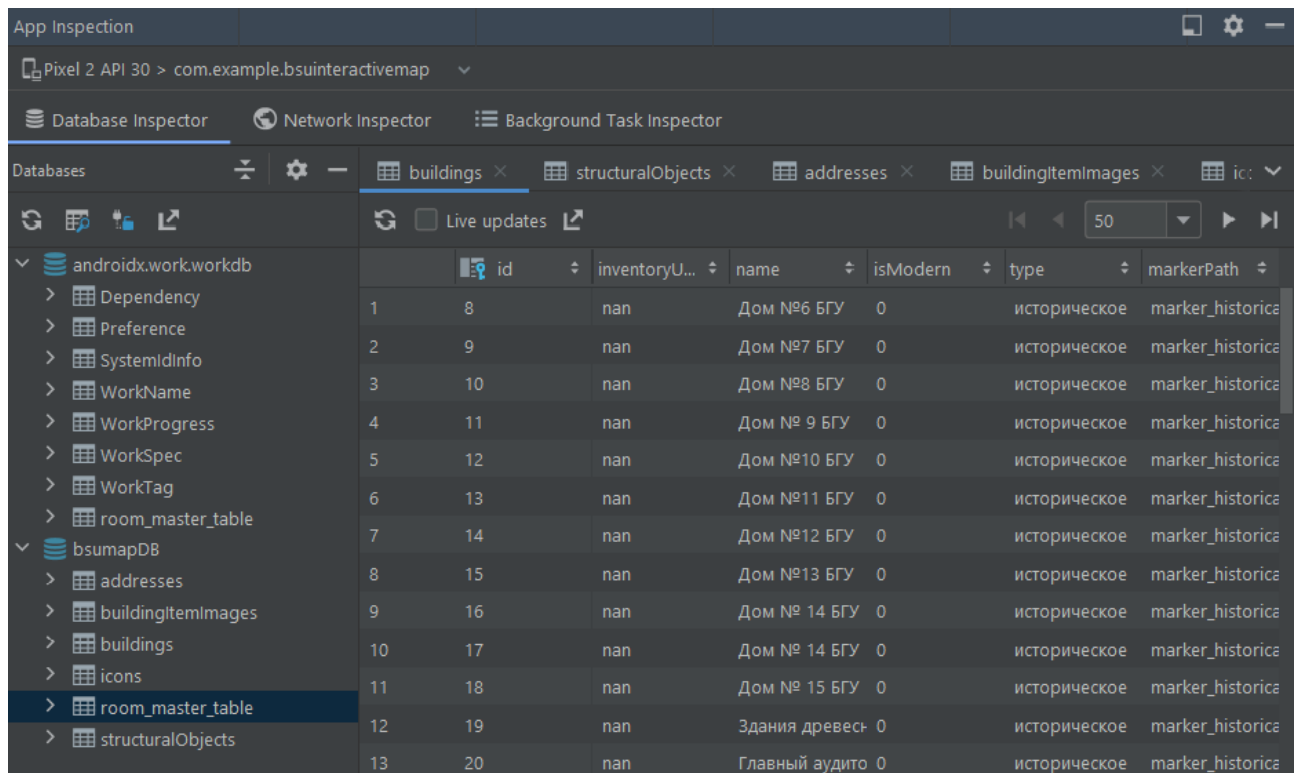 App Inspection
Pixel 2 API 30 > com.example.bsuinteractivemap
Database Inspector Network Inspector Background Task Inspector
Databases
buildings structuralObjects addresses buildingItemImages ic
Live updates 50
androidx.work.workdb
Dependency
Preference
SystemIdInfo
WorkName
WorkProgress
WorkSpec
WorkTag
room_master_table
bsumapDB
addresses
buildingItemImages
buildings
icons
room_master_table
structuralObjects
id inventoryU... name isModern type markerPath
1 8 nan Дом №6 БГУ 0 историческое marker_historica
2 9 nan Дом №7 БГУ 0 историческое marker_historica
3 10 nan Дом №8 БГУ 0 историческое marker_historica
4 11 nan Дом № 9 БГУ 0 историческое marker_historica
5 12 nan Дом №10 БГУ 0 историческое marker_historica
6 13 nan Дом №11 БГУ 0 историческое marker_historica
7 14 nan Дом №12 БГУ 0 историческое marker_historica
8 15 nan Дом №13 БГУ 0 историческое marker_historica
9 16 nan Дом № 14 БГУ 0 историческое marker_historica
10 17 nan Дом № 14 БГУ 0 историческое marker_historica
11 18 nan Дом № 15 БГУ 0 историческое marker_historica
12 19 nan Здания древесн 0 историческое marker_historica
13 20 nan Главный аудито 0 историческое marker_historica